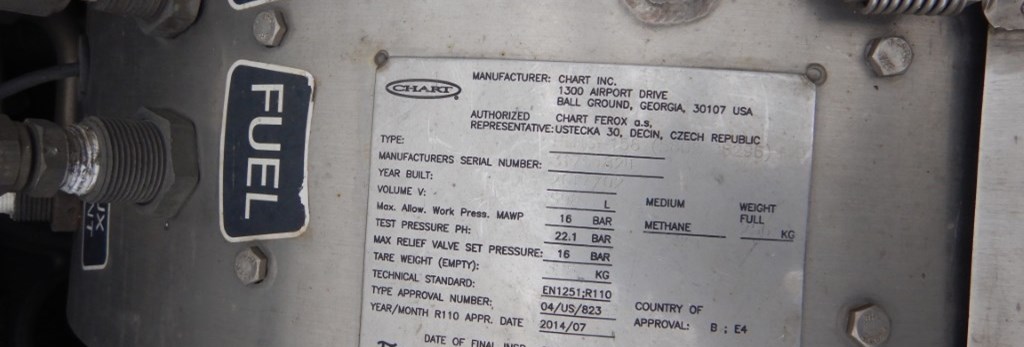 FUEL
CHART
MANUFACTURER: CHART INC.
1300 AIRPORT DRIVE
BALL GROUND, GEORGIA, 30107 USA
AUTHORIZED REPRESENTATIVE: CHART FEROX a.s,
USTECKA 30, DECIN, CZECH REPUBLIC
TYPE:
MANUFACTURERS SERIAL NUMBER:
YEAR BUILT:
VOLUME V: L MEDIUM WEIGHT FULL
Max. Allow. Work Press. MAWP 16 BAR METHANE KG
TEST PRESSURE PH: 22.1 BAR
MAX RELIEF VALVE SET PRESSURE: 16 BAR
TARE WEIGHT (EMPTY): KG
TECHNICAL STANDARD: EN1251;R110
TYPE APPROVAL NUMBER: 04/US/823 COUNTRY OF
YEAR/MONTH R110 APPR. DATE 2014/07 APPROVAL: B ; E4
DATE OF FINAL